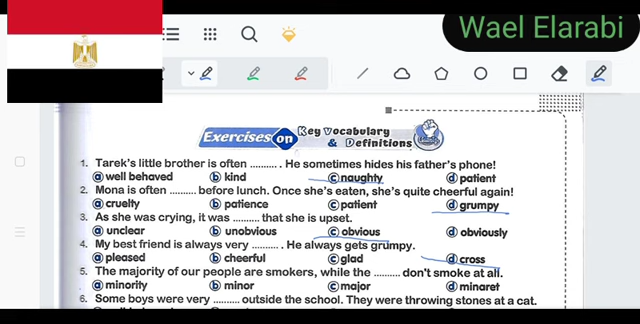 Wael Elarabi
Exercises on Key Vocabulary & Definitions
1. Tarek's little brother is often .......... . He sometimes hides his father's phone!
ⓐ well behaved ⓑ kind ⓒ naughty ⓓ patient
2. Mona is often .......... before lunch. Once she's eaten, she's quite cheerful again!
ⓐ cruelty ⓑ patience ⓒ patient ⓓ grumpy
3. As she was crying, it was .......... that she is upset.
ⓐ unclear ⓑ unobvious ⓒ obvious ⓓ obviously
4. My best friend is always very .......... . He always gets grumpy.
ⓐ pleased ⓑ cheerful ⓒ glad ⓓ cross
5. The majority of our people are smokers, while the .......... don't smoke at all.
ⓐ minority ⓑ minor ⓒ major ⓓ minaret
6. Some boys were very .......... outside the school. They were throwing stones at a cat.